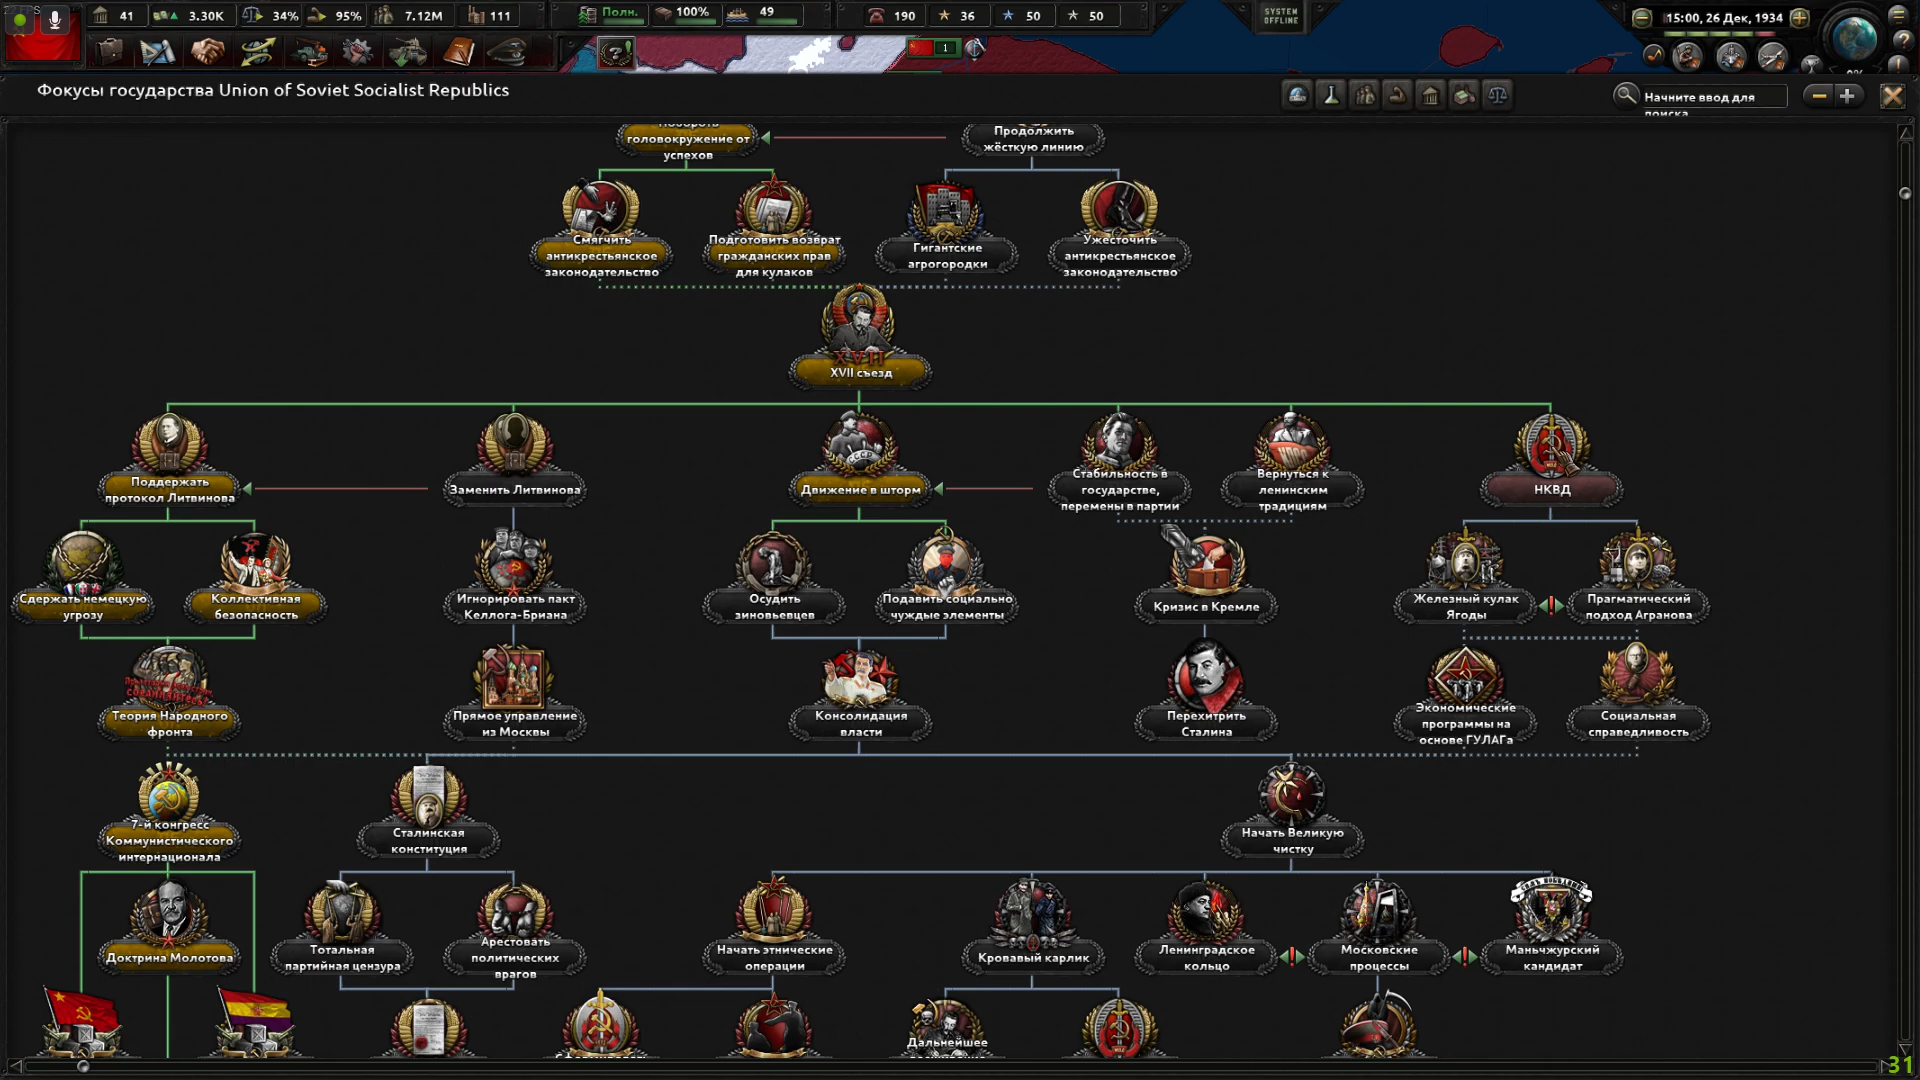 41
3.30K
34%
95%
7.12M
111
Полн.
100%
49
190
36
50
50
SYSTEM
OFFLINE
15:00, 26 Дек, 1934
1
Фокусы государства Union of Soviet Socialist Republics
Начните ввод для
поиска
головокружение от
успехов
Продолжить
жёсткую линию
Смягчить
антикрестьянское
законодательство
Подготовить возврат
гражданских прав
для кулаков
Гигантские
агрогородки
Ужесточить
антикрестьянское
законодательство
XVII
XVII съезд
Поддержать
протокол Литвинова
Заменить Литвинова
СССР
Движение в шторм
Стабильность в
государстве,
перемены в партии
Вернуться к
ленинским
традициям
НКВД
Сдержать немецкую
угрозу
Коллективная
безопасность
Игнорировать пакт
Келлога-Бриана
Осудить
зиновьевцев
Подавить социально
чуждые элементы
Кризис в Кремле
Железный кулак
Ягоды
Прагматический
подход Агранова
Теория Народного
фронта
Прямое управление
из Москвы
Консолидация
власти
Перехитрить
Сталина
Экономические
программы на
основе ГУЛАГа
Социальная
справедливость
7-й конгресс
Коммунистического
интернационала
Сталинская
конституция
Начать Великую
чистку
Доктрина Молотова
Тотальная
партийная цензура
Арестовать
политических
врагов
Начать этнические
операции
Кровавый карлик
Ленинградское
кольцо
Московские
процессы
Маньчжурский
кандидат
Дальнейшее
31